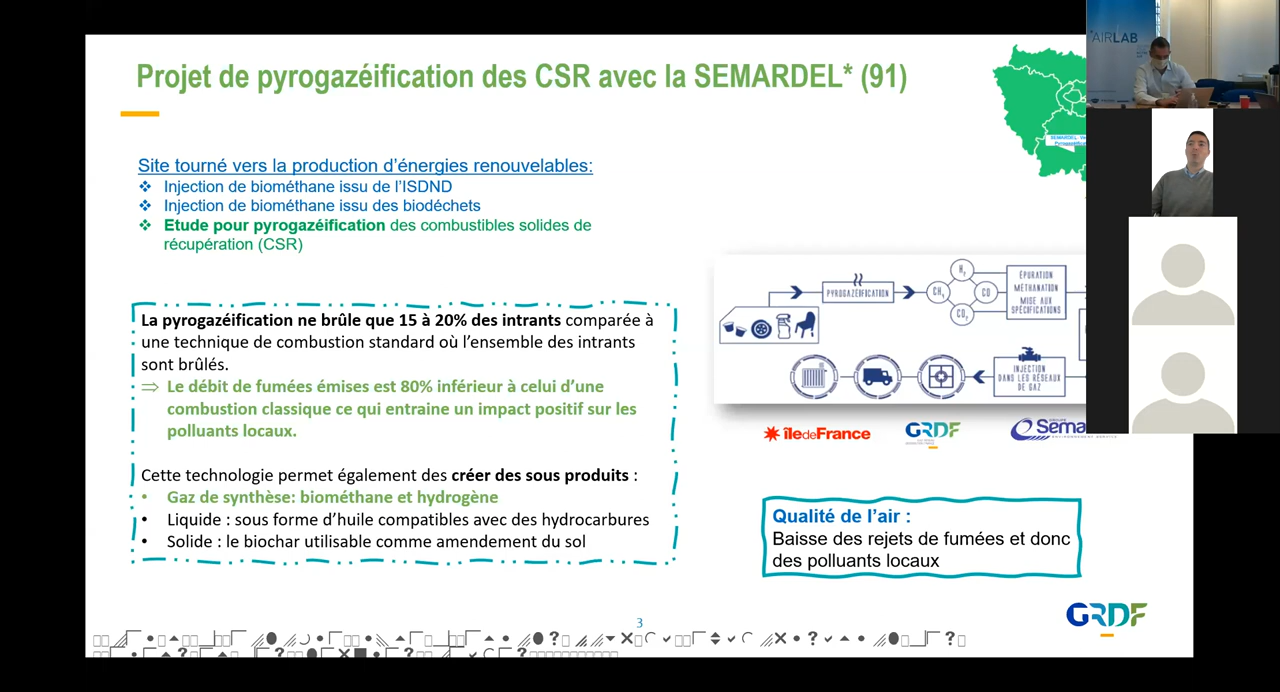 Projet de pyrogazéification des CSR avec la SEMARDEL* (91)
AIRLAB
Site tourné vers la production d'énergies renouvelables:
❖ Injection de biométhane issu de l'ISDND
❖ Injection de biométhane issu des biodéchets
❖ Etude pour pyrogazéification des combustibles solides de
récupération (CSR)
La pyrogazéification ne brûle que 15 à 20% des intrants comparée à
une technique de combustion standard où l'ensemble des intrants
sont brûlés.
⇒ Le débit de fumées émises est 80% inférieur à celui d'une
combustion classique ce qui entraine un impact positif sur les
polluants locaux.
Cette technologie permet également des créer des sous produits :
• Gaz de synthèse: biométhane et hydrogène
• Liquide : sous forme d'huile compatibles avec des hydrocarbures
• Solide : le biochar utilisable comme amendement du sol
SEMARDEL
PYROGAZÉIFICATION
H₂
CH₄
CO
CO₂
ÉPURATION
MÉTHANATION
MISE AUX
SPÉCIFICATIONS
INJECTION
DANS LES RÉSEAUX
DE GAZ
île de France
GRDF
Sema
Qualité de l'air :
Baisse des rejets de fumées et donc
des polluants locaux
GRDF
3